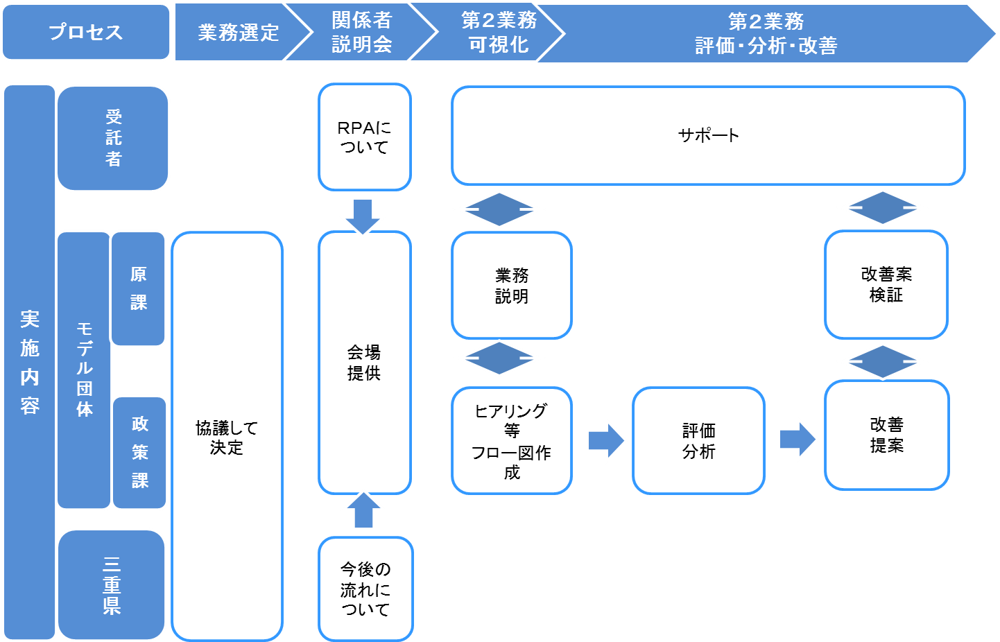 プロセス
業務選定
関係者
説明会
第2業務
可視化
第2業務
評価・分析・改善
実施内容
受託者
モデル団体
原課
政策課
三重県
協議して
決定
RPAに
ついて
会場
提供
今後の
流れに
ついて
サポート
業務
説明
ヒアリング
等
フロー図作
成
評価
分析
改善案
検証
改善
提案